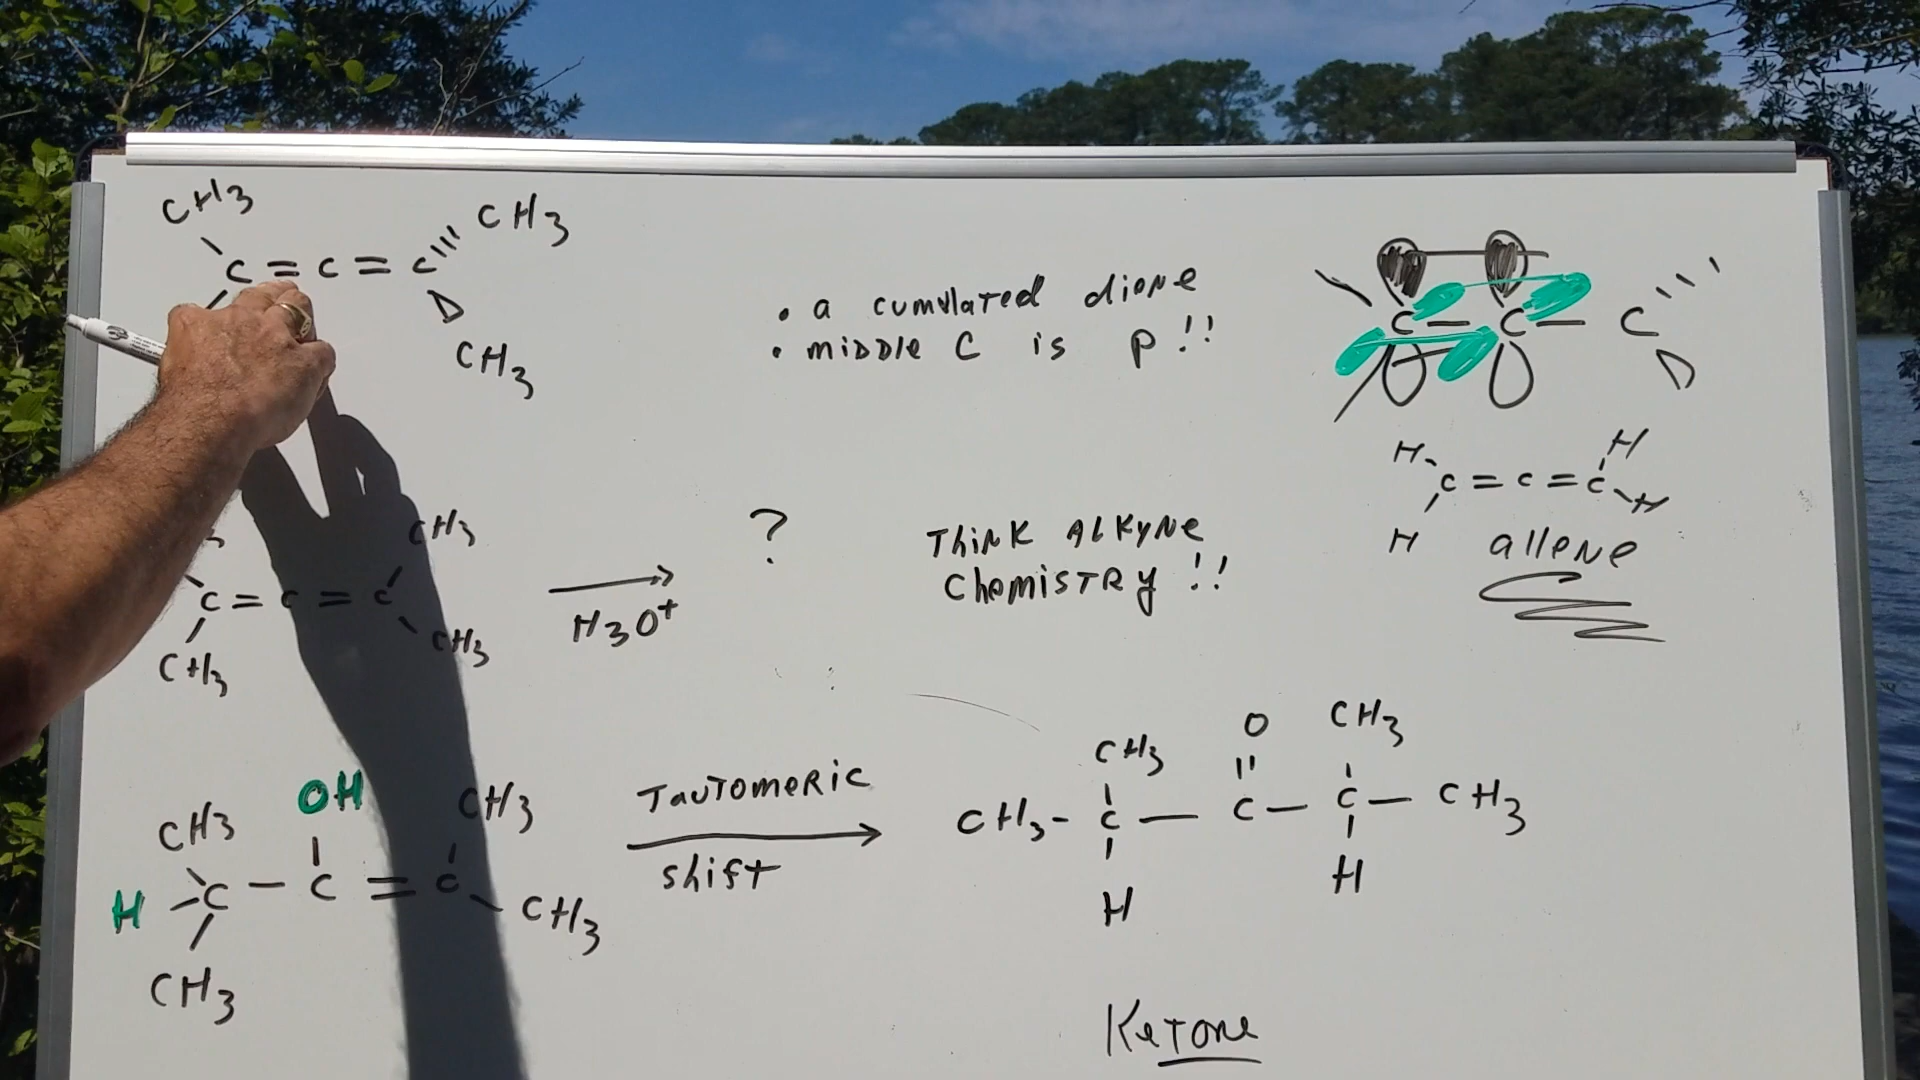 CH3
C = C = C CH3
CH3
• a cumulated diene
• middle C is p!!
C – C – C
H H
C = C = C
H H
allene
CH3
C = C = C
CH3 CH3
H3O+
?
Think Alkyne
Chemistry!!
CH3 OH CH3
H – C – C = C
CH3 CH3
Tautomeric
shift
CH3 O CH3
CH3 – C – C – C – CH3
H H
Ketone